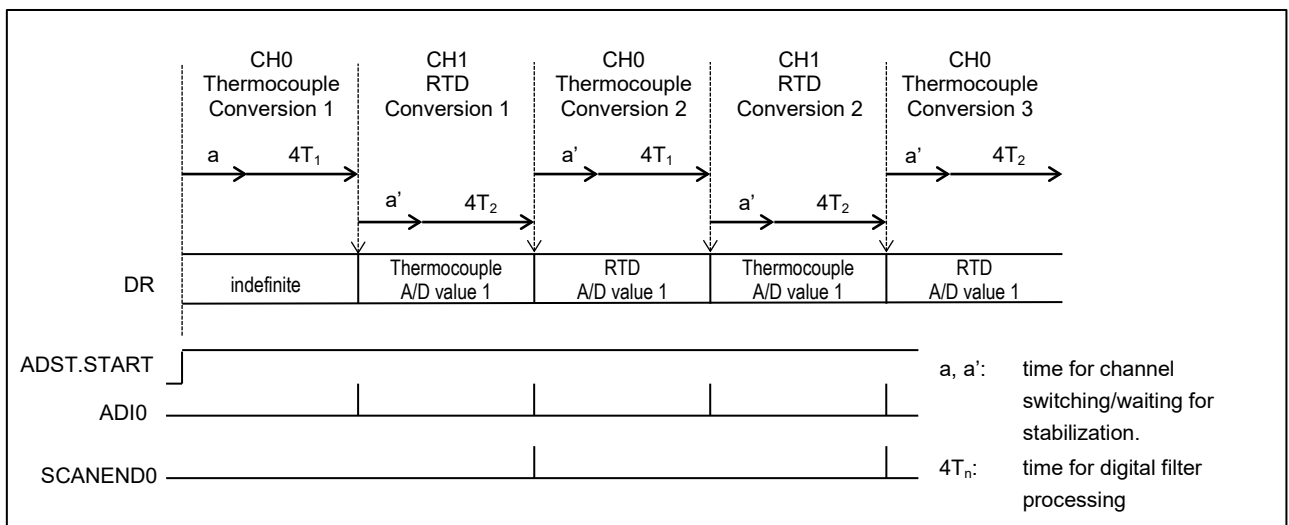 CH0
Thermocouple
Conversion 1
CH1
RTD
Conversion 1
CH0
Thermocouple
Conversion 2
CH1
RTD
Conversion 2
CH0
Thermocouple
Conversion 3
a 4T₁ a’ 4T₁ a’ 4T₂
a’ 4T₂ a’ 4T₂
DR
indefinite
Thermocouple
A/D value 1
RTD
A/D value 1
Thermocouple
A/D value 1
RTD
A/D value 1
ADST.START
ADI0
SCANEND0
a, a’: time for channel
switching/waiting for
stabilization.
4Tₙ: time for digital filter
processing